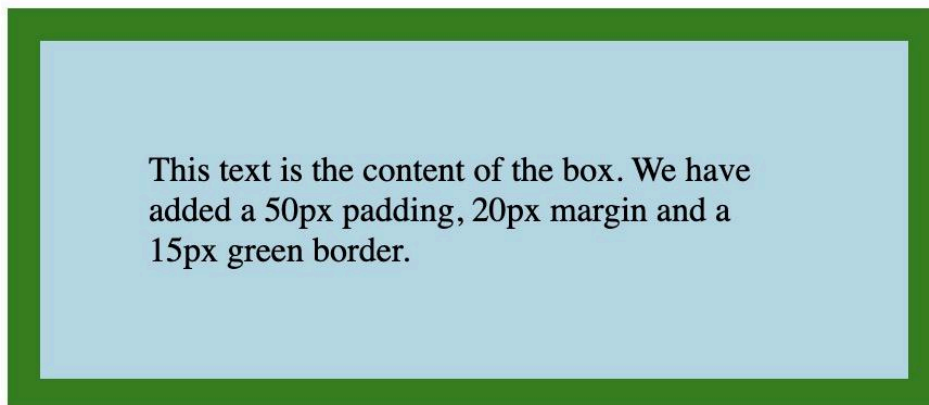 This text is the content of the box. We have
added a 50px padding, 20px margin and a
15px green border.